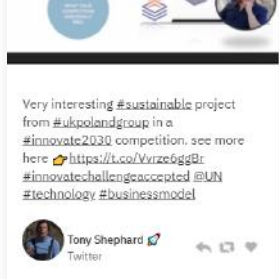 Very interesting #sustainable project
from #ukpolandgroup in a
#innovate2030 competition. see more
here 👉https://t.co/Vvrze6ggBr
#innovatechallengeaccepted @UN
#technology #businessmodel
Tony Shephard 🚀
Twitter